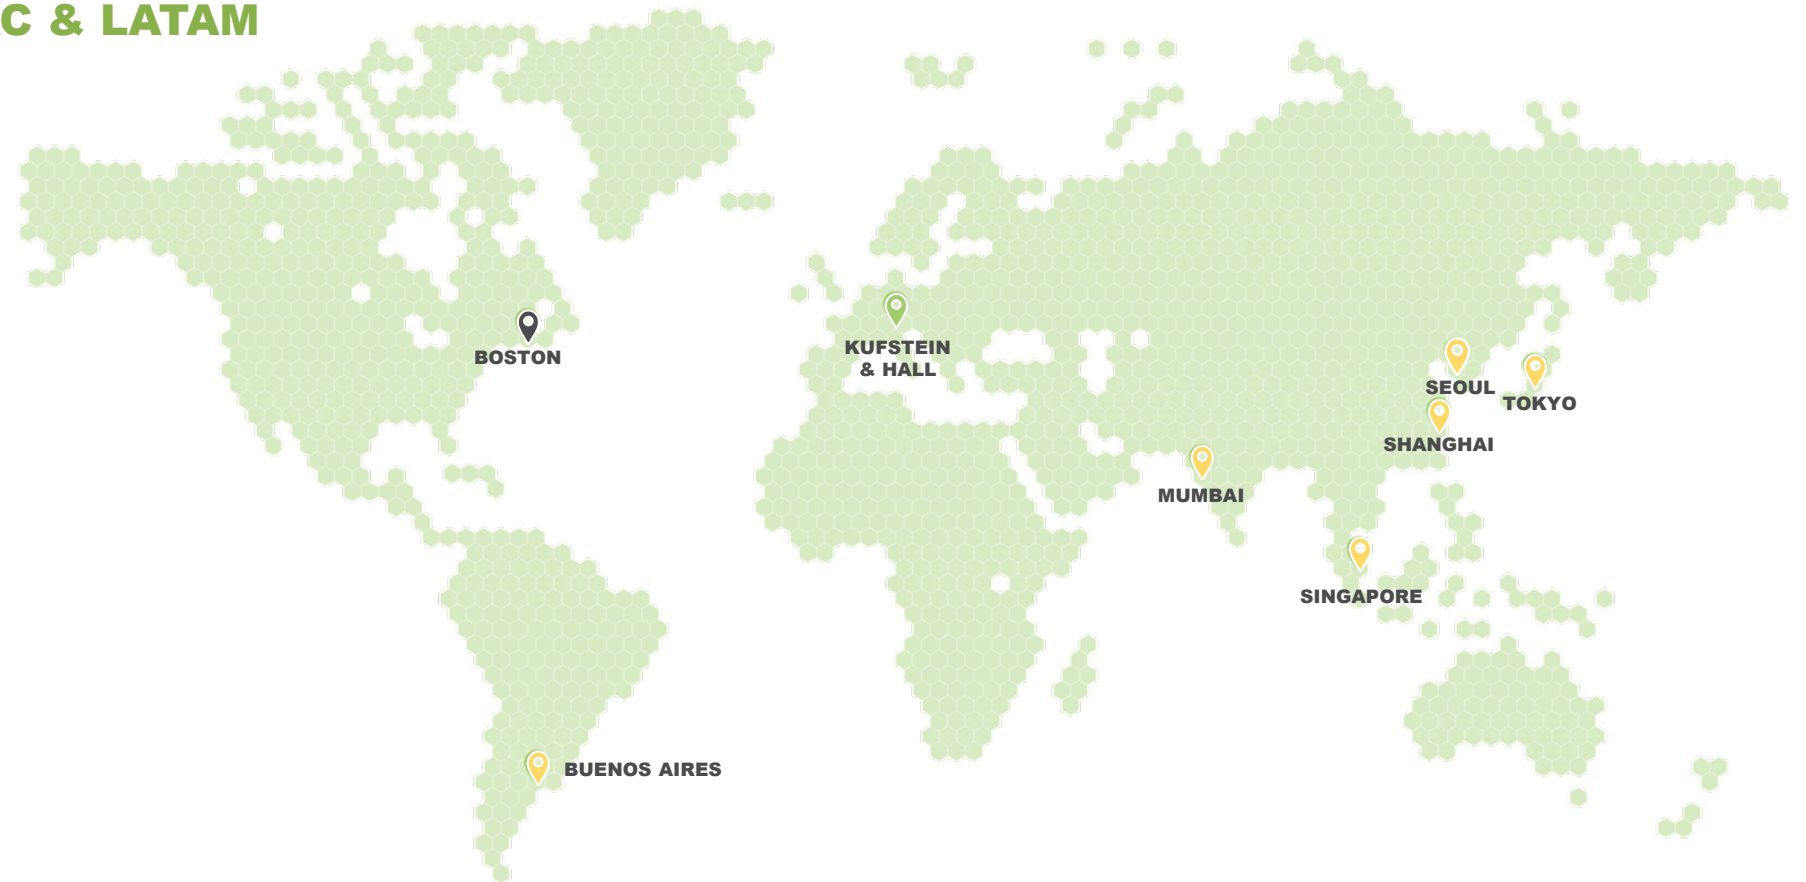 C & LATAM
BOSTON
KUFSTEIN
& HALL
SEOUL
TOKYO
SHANGHAI
MUMBAI
SINGAPORE
BUENOS AIRES